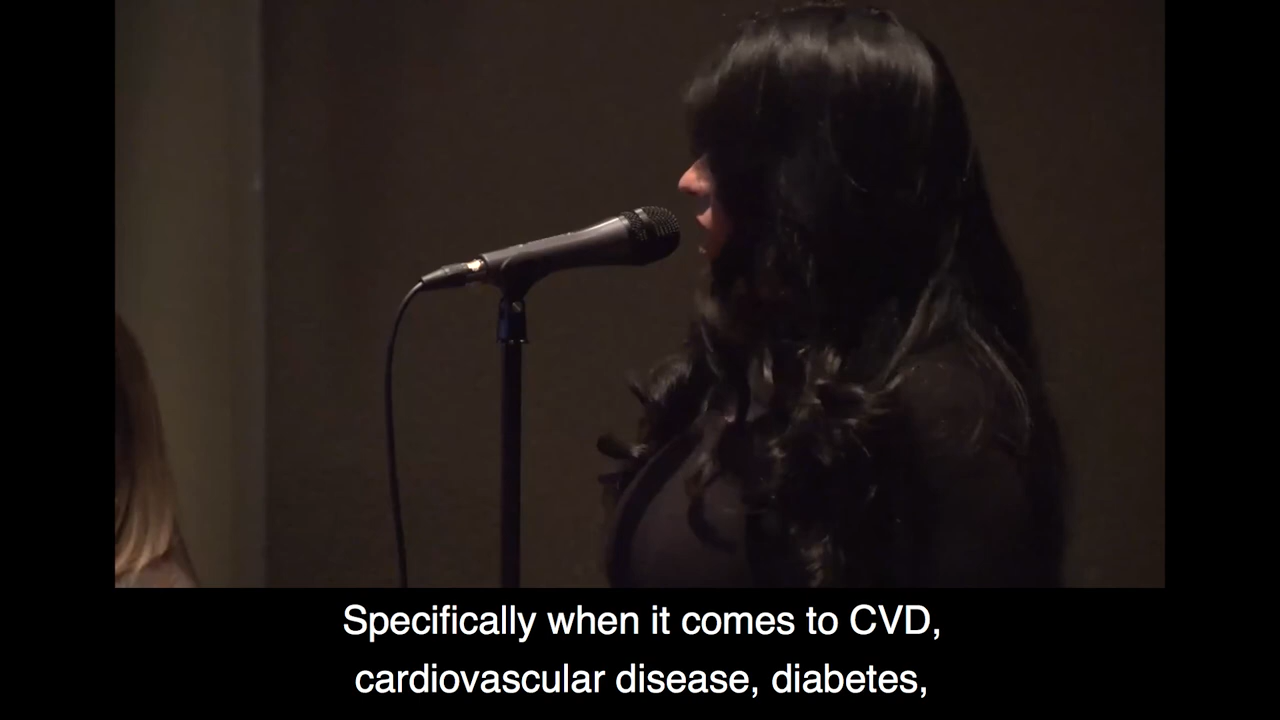 Specifically when it comes to CVD,
cardiovascular disease, diabetes,